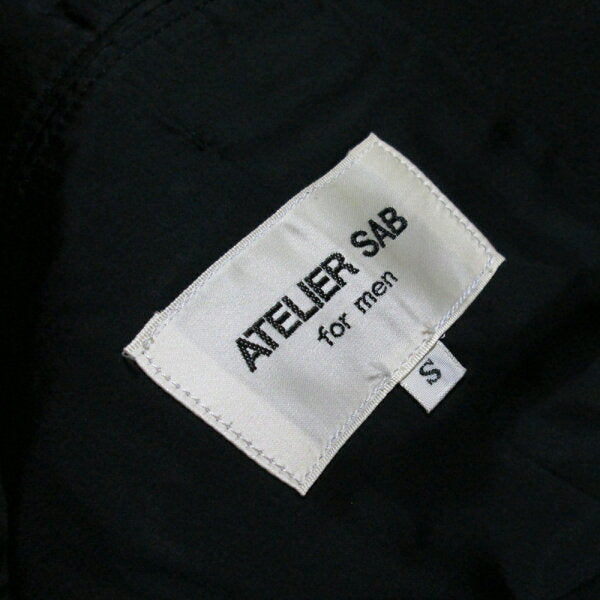 ATELIER SAB
for men
S